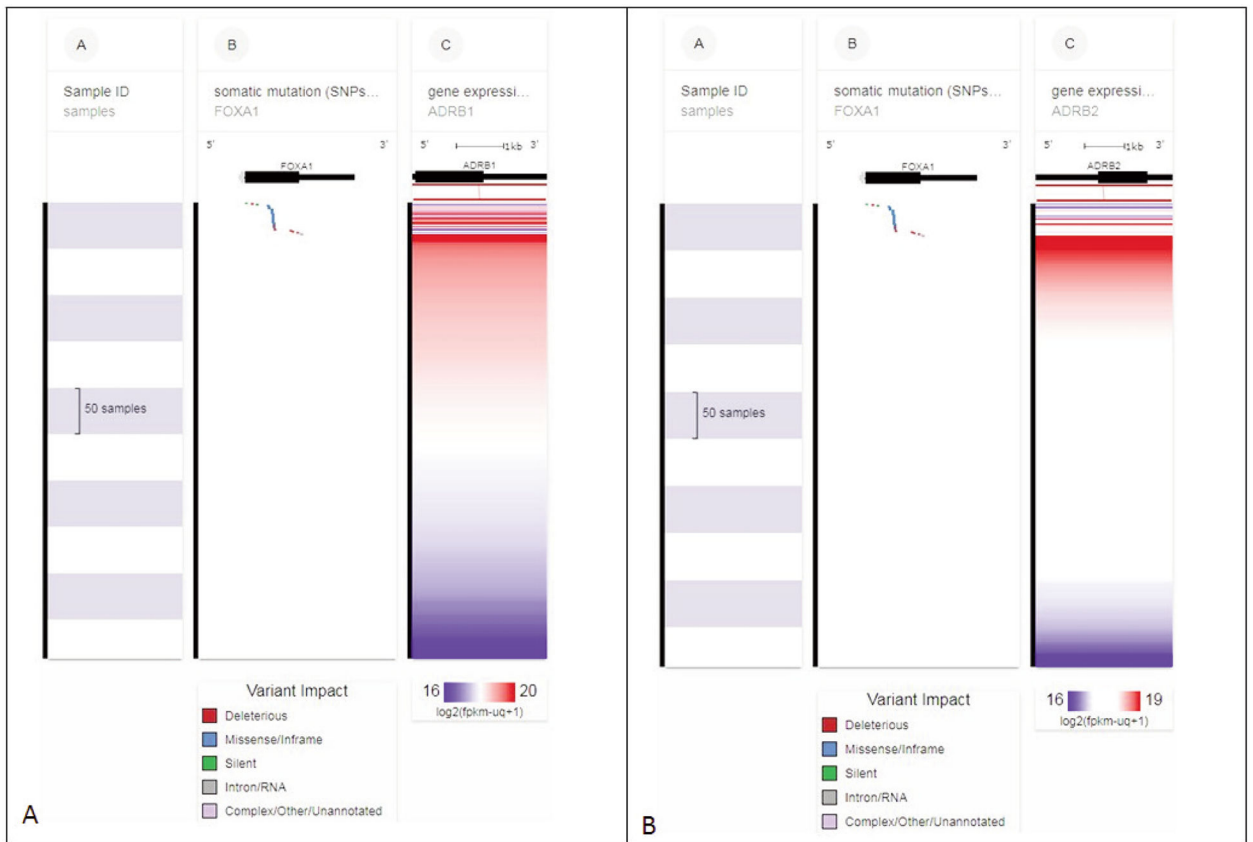 A
B
C
Sample ID
samples
somatic mutation (SNPs...
FOXA1
gene expressi...
ADRB1
5'
3'
5'
1kb
3'
FOXA1
ADRB1
50 samples
Variant Impact
Deleterious
Missense/Inframe
Silent
Intron/RNA
Complex/Other/Unannotated
16
20
log2(fpkm-uq+1)
A
A
B
C
Sample ID
samples
somatic mutation (SNPs...
FOXA1
gene expressi...
ADRB2
5'
3'
5'
1kb
3'
FOXA1
ADRB2
50 samples
Variant Impact
Deleterious
Missense/Inframe
Silent
Intron/RNA
Complex/Other/Unannotated
16
19
log2(fpkm-uq+1)
B